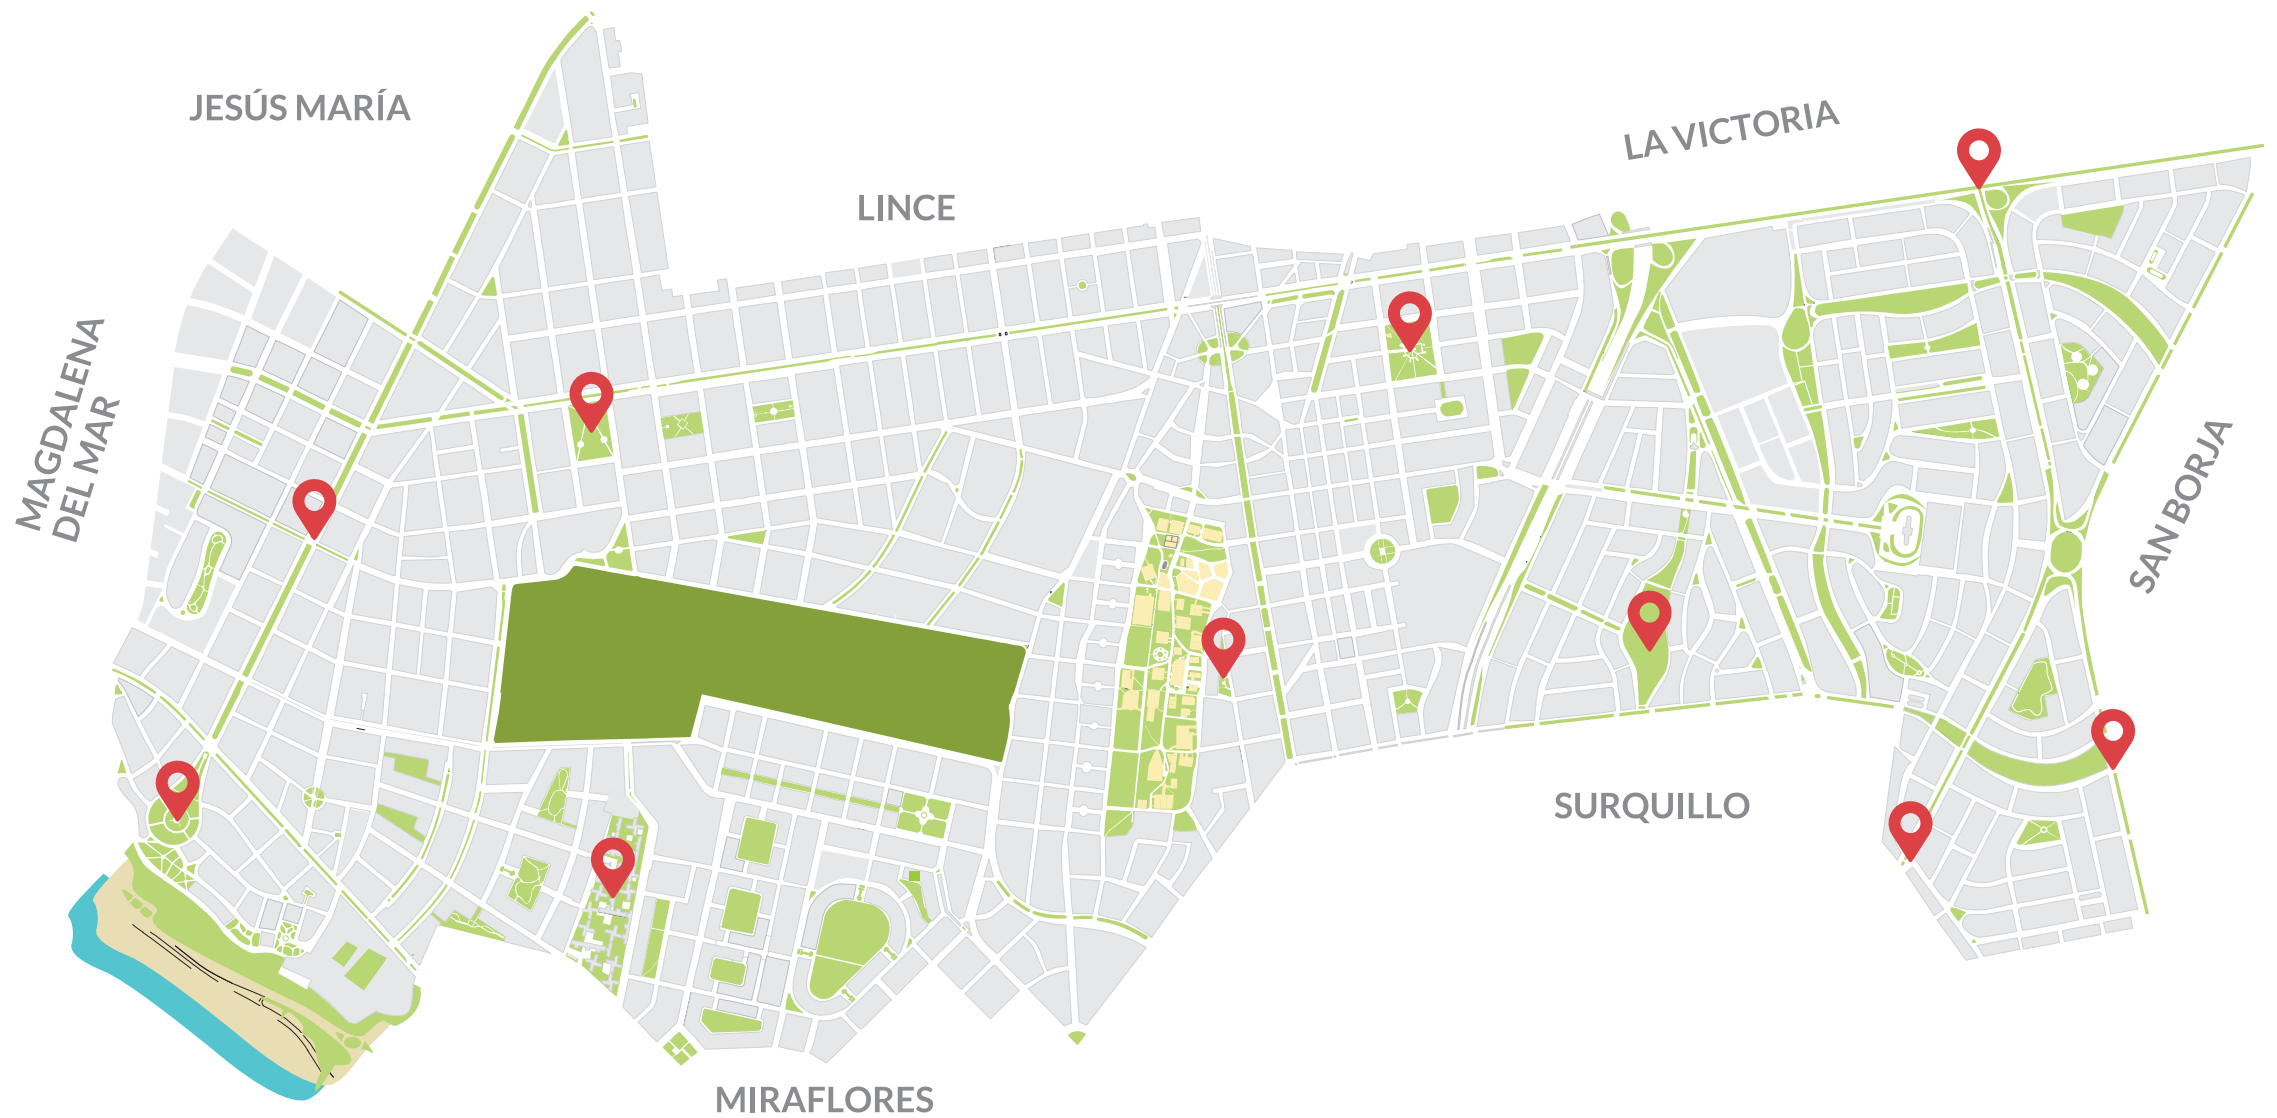 JESÚS MARÍA
LA VICTORIA
LINCE
MAGDALENA
DEL MAR
SAN BORJA
SURQUILLO
MIRAFLORES